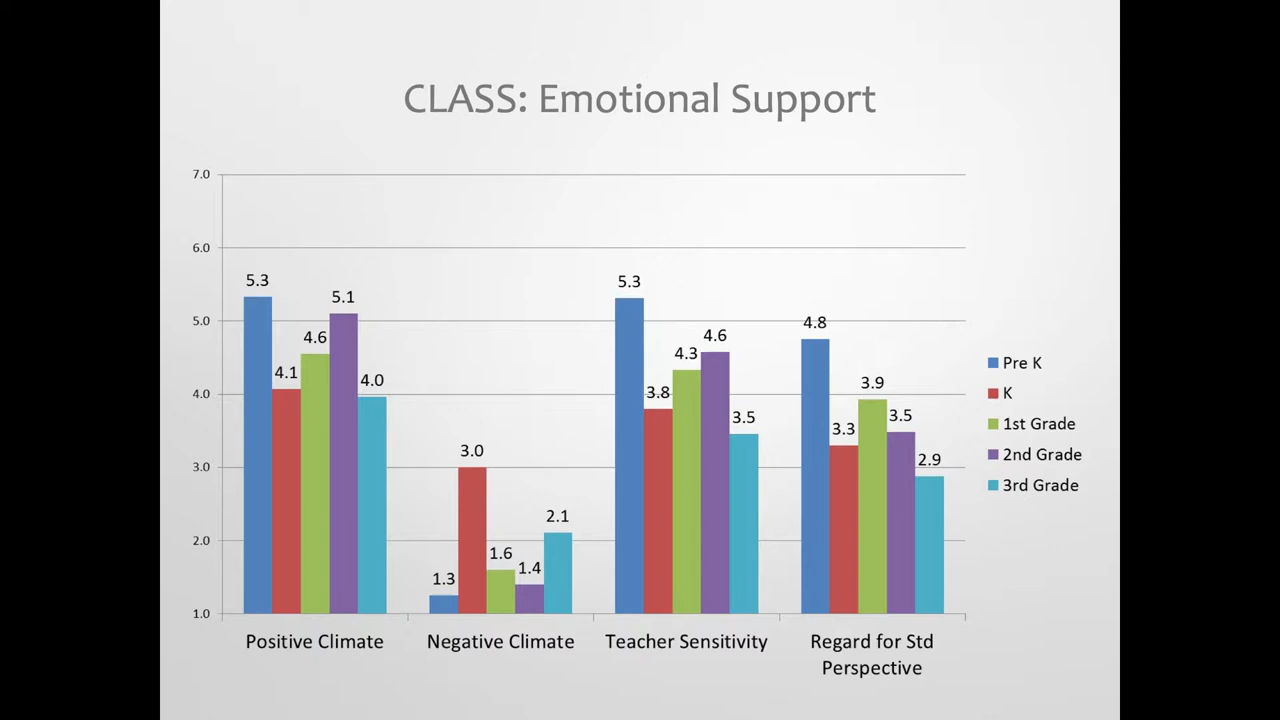 CLASS: Emotional Support
7.0
6.0
5.0
4.0
3.0
2.0
1.0
5.3
4.1
4.6
5.1
4.0
1.3
3.0
1.6
1.4
2.1
5.3
3.8
4.3
4.6
3.5
4.8
3.3
3.9
3.5
2.9
Positive Climate
Negative Climate
Teacher Sensitivity
Regard for Std
Perspective
Pre K
K
1st Grade
2nd Grade
3rd Grade